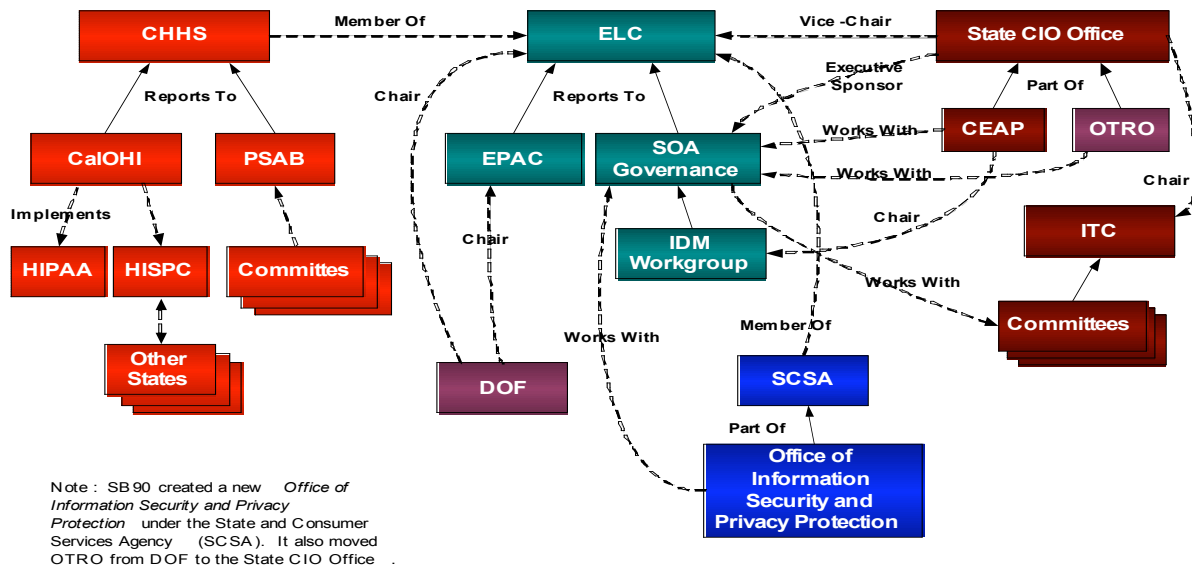 CHHS
Member Of
ELC
Vice -Chair
State CIO Office
Executive
Sponsor
Chair
Reports To
Reports To
Part Of
CalOHI
PSAB
EPAC
SOA
Governance
Works With
CEAP
OTRO
Works With
Implements
Chair
Chair
Chair
HIPAA
HISPC
Committes
IDM
Workgroup
ITC
Works With
Committees
Other
States
Works With
Member Of
DOF
SCSA
Part Of
Office of
Information
Security and
Privacy Protection
Note : SB90 created a new Office of
Information Security and Privacy
Protection under the State and Consumer
Services Agency (SCSA). It also moved
OTRO from DOF to the State CIO Office .